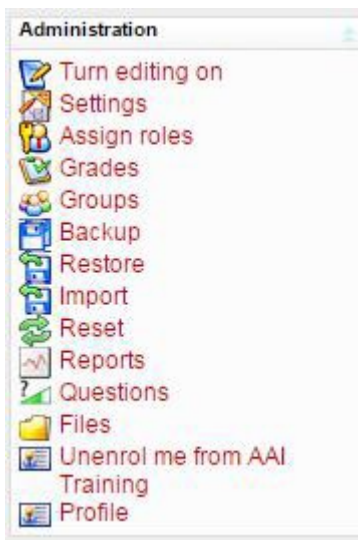 Administration
Turn editing on
Settings
Assign roles
Grades
Groups
Backup
Restore
Import
Reset
Reports
? Questions
Files
Unenrol me from AAI
Training
Profile